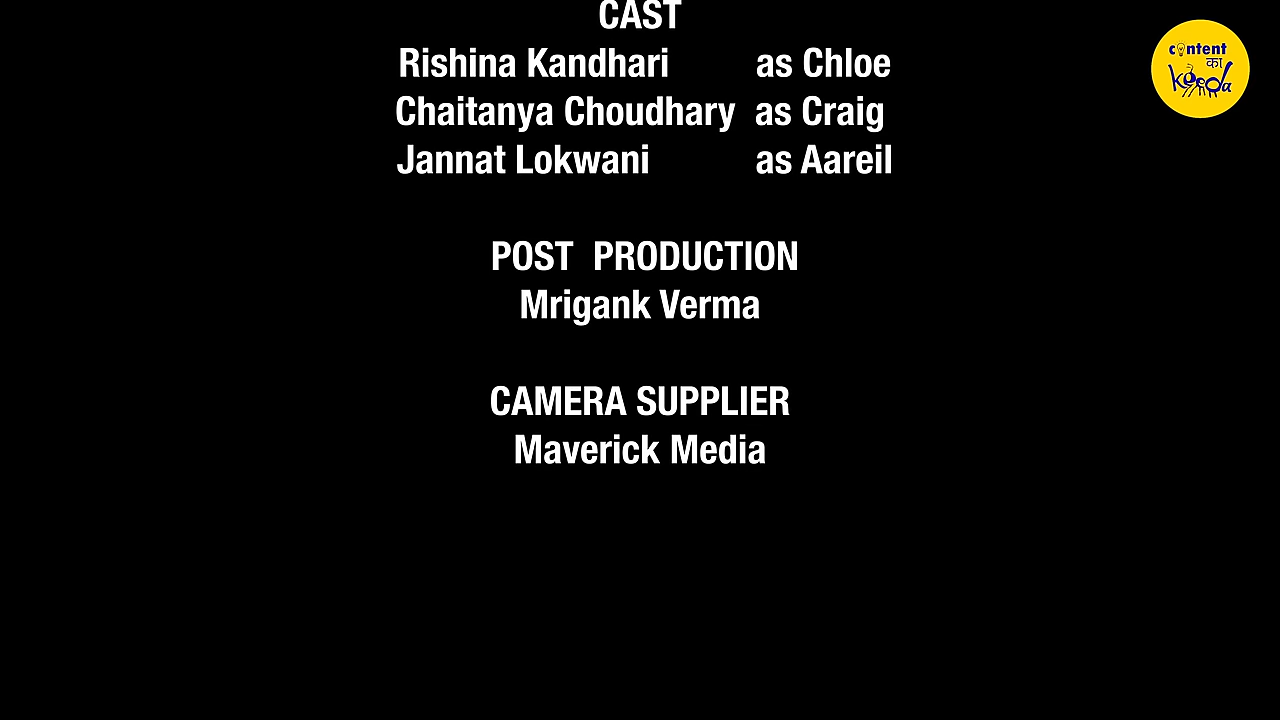 CAST
Rishina Kandhari as Chloe
Chaitanya Choudhary as Craig
Jannat Lokwani as Aareil
POST PRODUCTION
Mrigank Verma
CAMERA SUPPLIER
Maverick Media
content
का
keeda